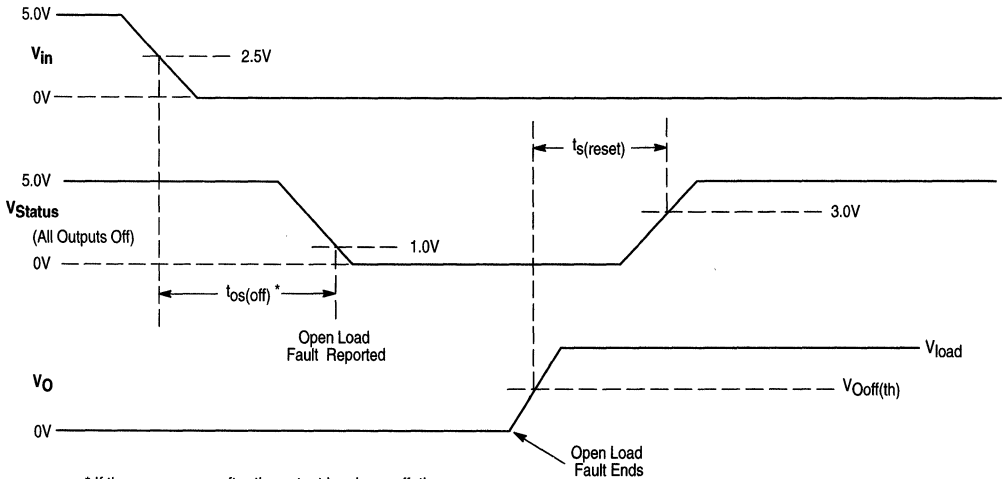 5.0V
Vin
2.5V
0V
ts(reset)
5.0V
VStatus
3.0V
(All Outputs Off)
1.0V
0V
tos(off) *
Open Load
Fault Reported
Vload
VO
VOoff(th)
0V
Open Load
Fault Ends